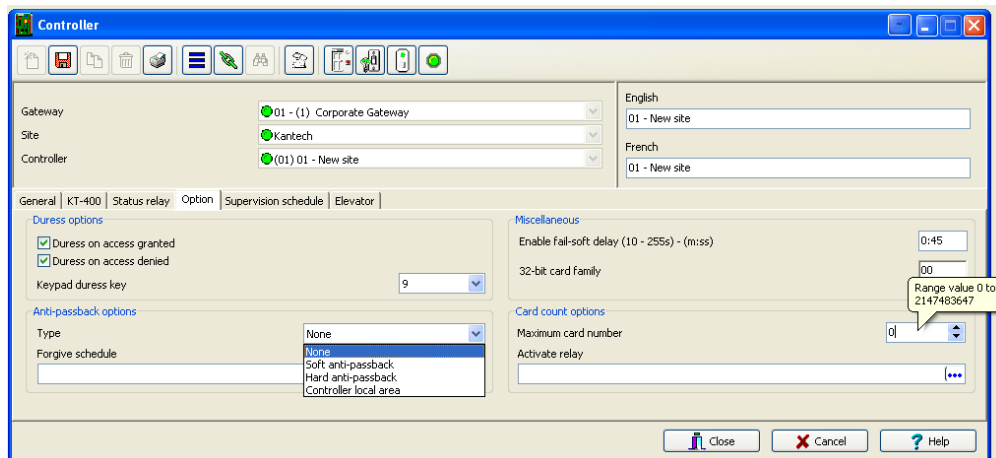 Controller
Gateway
01 - (1) Corporate Gateway
Site
Kantech
Controller
(01) 01 - New site
English
01 - New site
French
01 - New site
General KT-400 Status relay Option Supervision schedule Elevator
Duress options
Duress on access granted
Duress on access denied
Keypad duress key
9
Anti-passback options
Type
None
None
Soft anti-passback
Hard anti-passback
Controller local area
Forgive schedule
Miscellaneous
Enable fail-soft delay (10 - 255s) - (m:ss)
0:45
32-bit card family
00
Range value 0 to
2147483647
Card count options
Maximum card number
0
Activate relay
Close
Cancel
Help